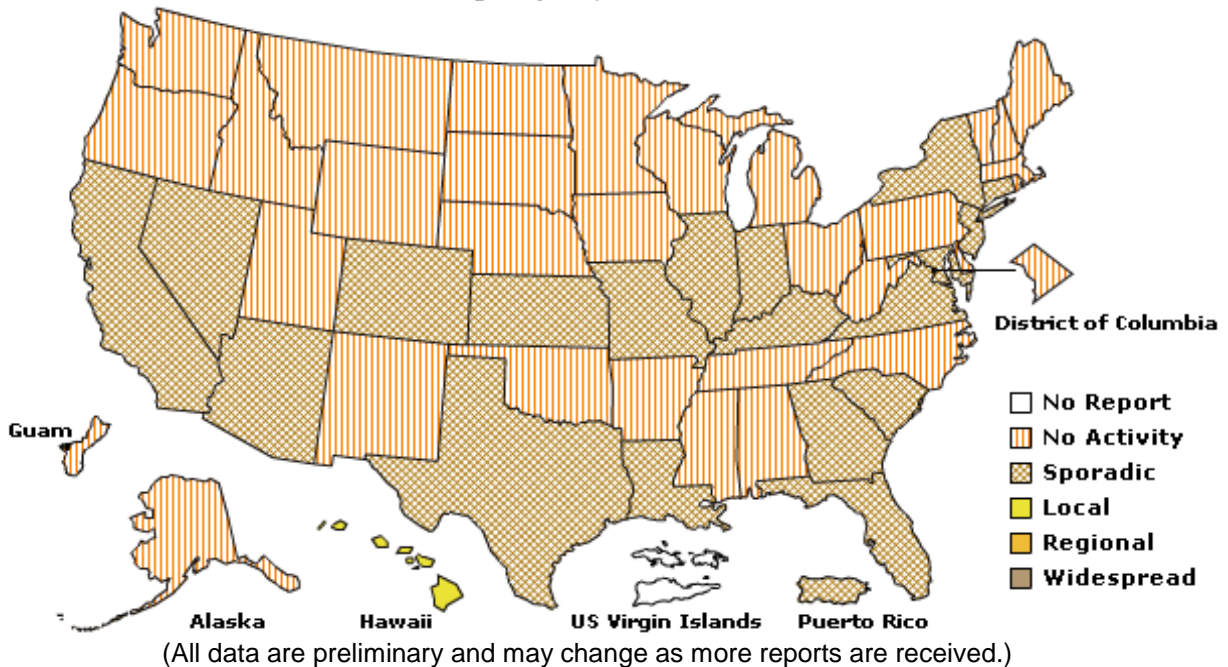 District of Columbia
No Report
No Activity
Guam
Sporadic
Local
Regional
Widespread
Alaska
Hawaii
US Virgin Islands
Puerto Rico
(All data are preliminary and may change as more reports are received.)